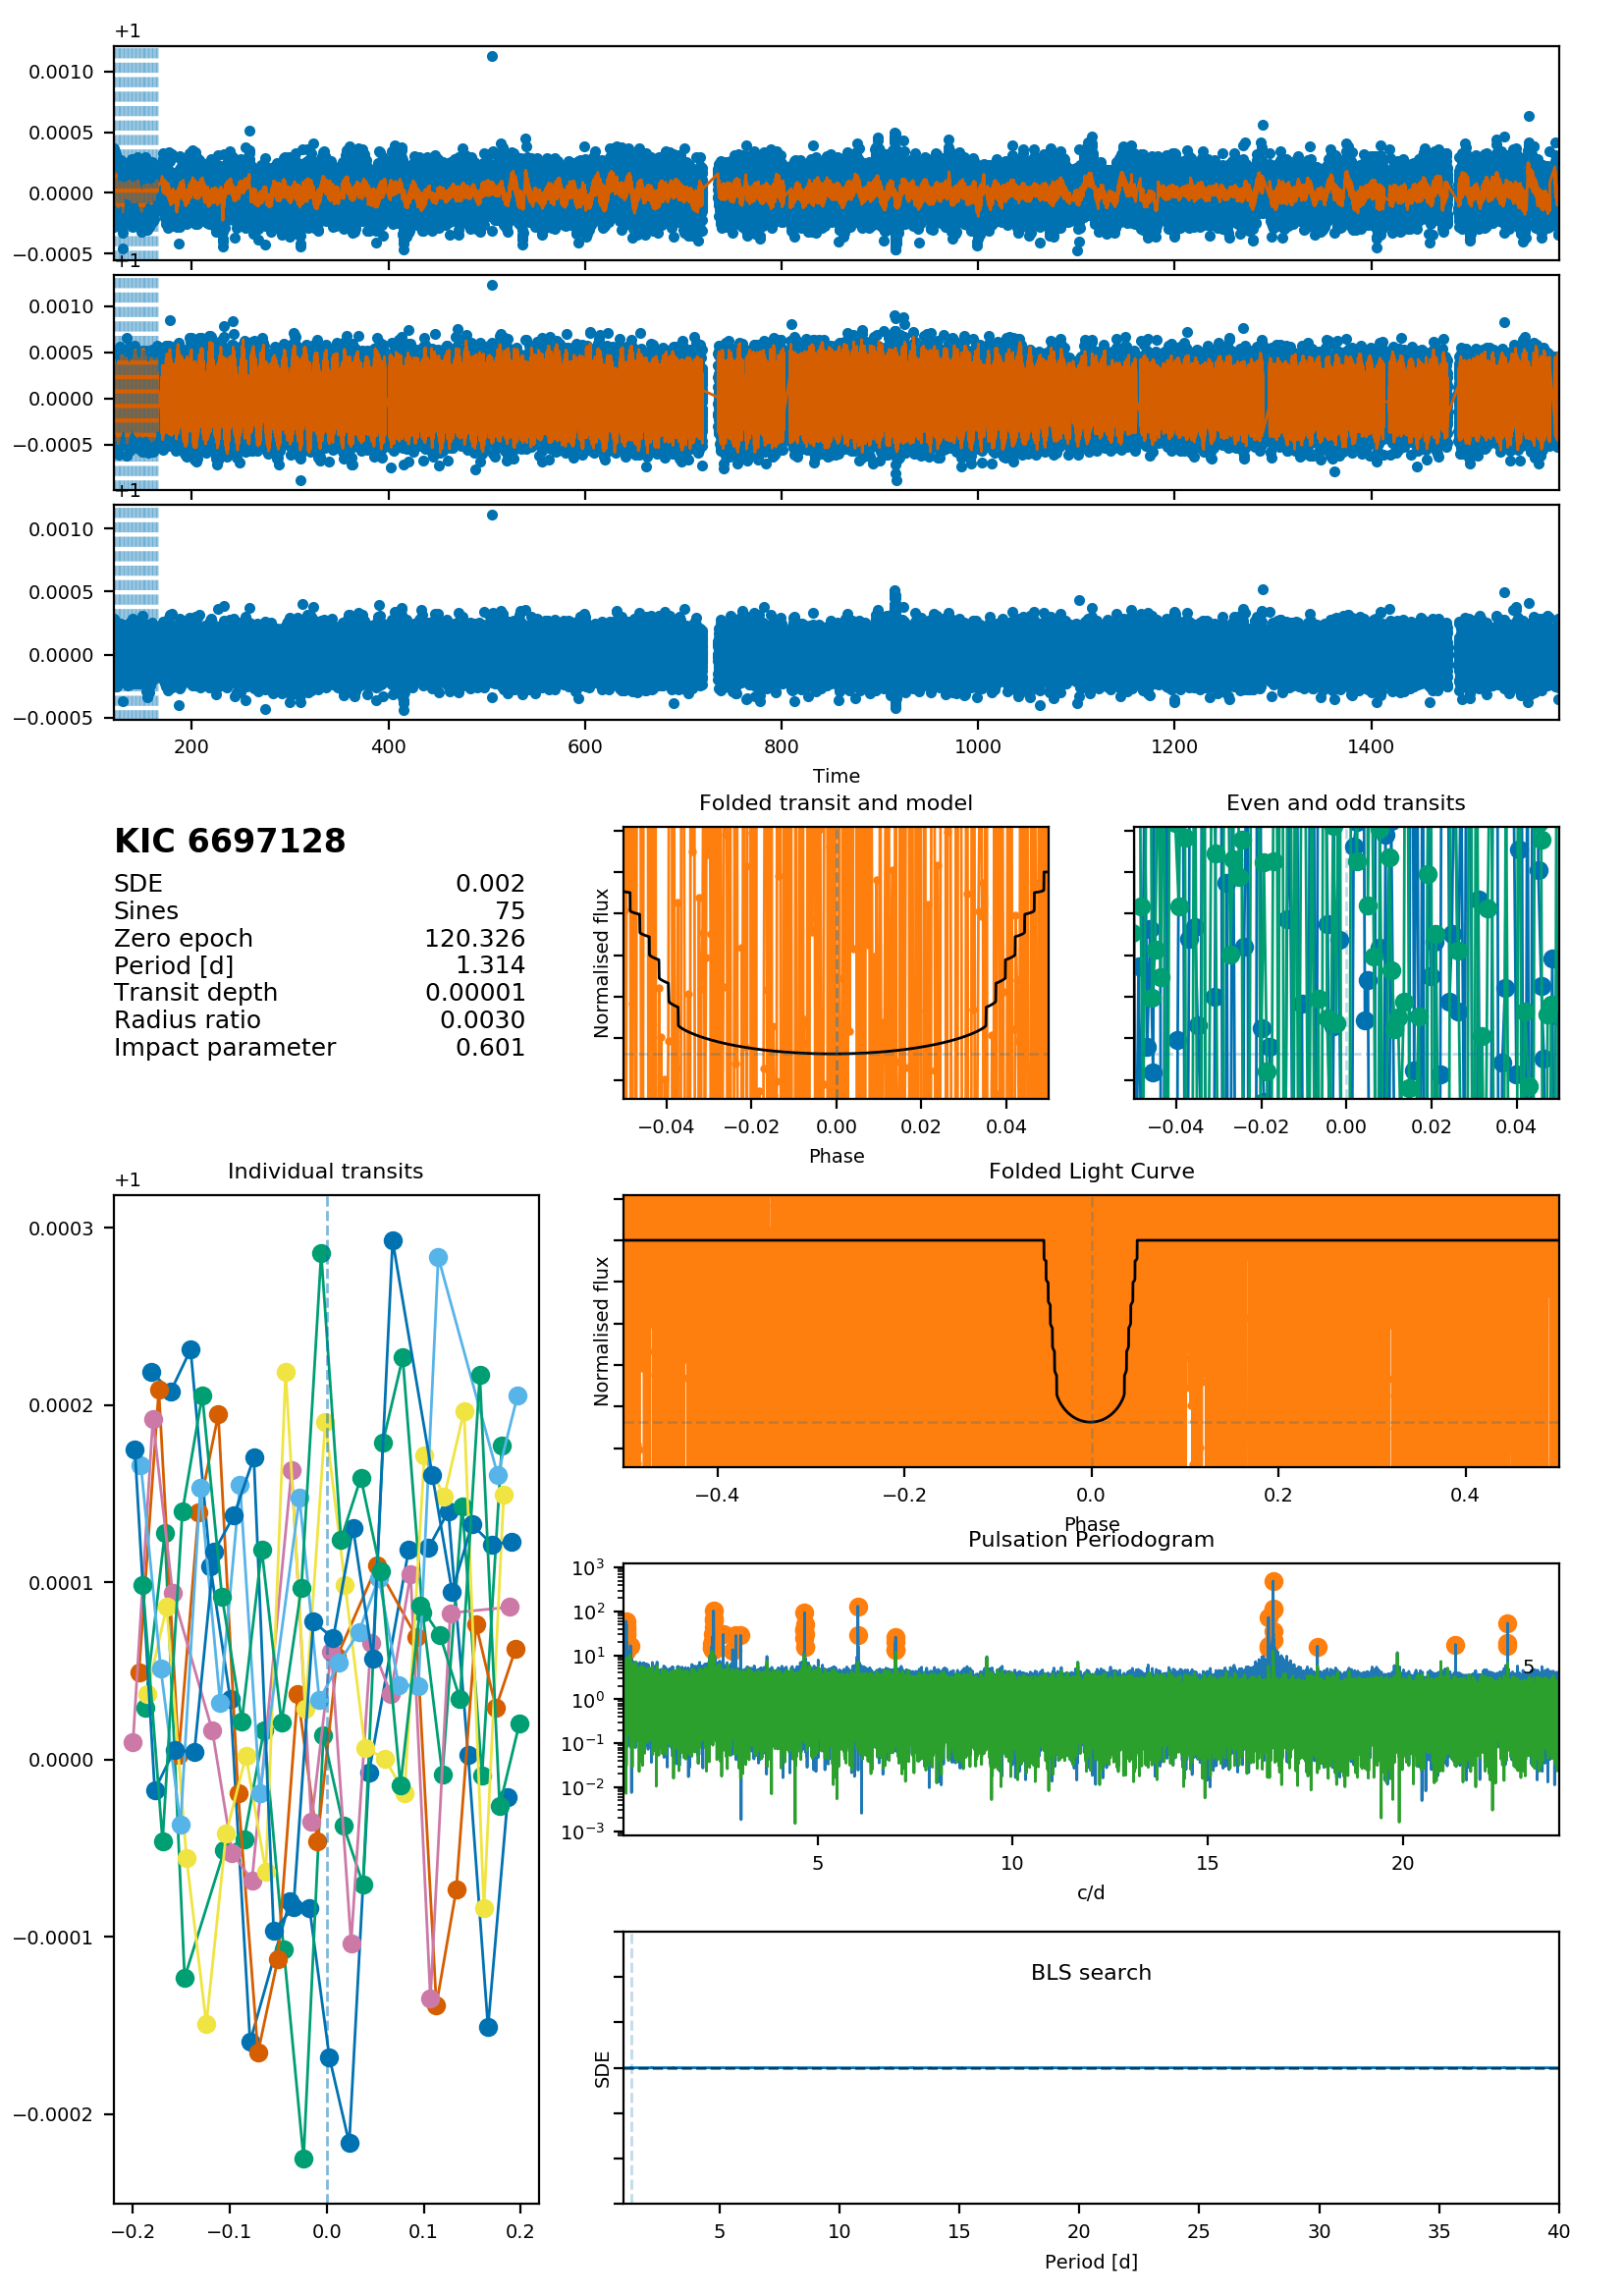 +1
0.0010
0.0005
0.0000
−0.0005
+1
0.0010
0.0005
0.0000
−0.0005
+1
0.0010
0.0005
0.0000
−0.0005
200 400 600 800 1000 1200 1400
Time
KIC 6697128
SDE 0.002
Sines 75
Zero epoch 120.326
Period [d] 1.314
Transit depth 0.00001
Radius ratio 0.0030
Impact parameter 0.601
Folded transit and model
Normalised flux
−0.04 −0.02 0.00 0.02 0.04
Phase
Even and odd transits
−0.04 −0.02 0.00 0.02 0.04
Individual transits
+1
0.0003
0.0002
0.0001
0.0000
−0.0001
−0.0002
−0.2 −0.1 0.0 0.1 0.2
Folded Light Curve
Normalised flux
−0.4 −0.2 0.0 0.2 0.4
Phase
Pulsation Periodogram
10³
10²
10¹
10⁰
10⁻¹
10⁻²
10⁻³
5
5 10 15 20
c/d
BLS search
SDE
5 10 15 20 25 30 35 40
Period [d]